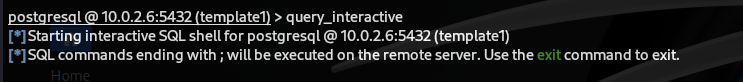 postgresql @ 10.0.2.6:5432 (template1) > query_interactive
[*] Starting interactive SQL shell for postgresql @ 10.0.2.6:5432 (template1)
[*] SQL commands ending with ; will be executed on the remote server. Use the exit command to exit.
Home